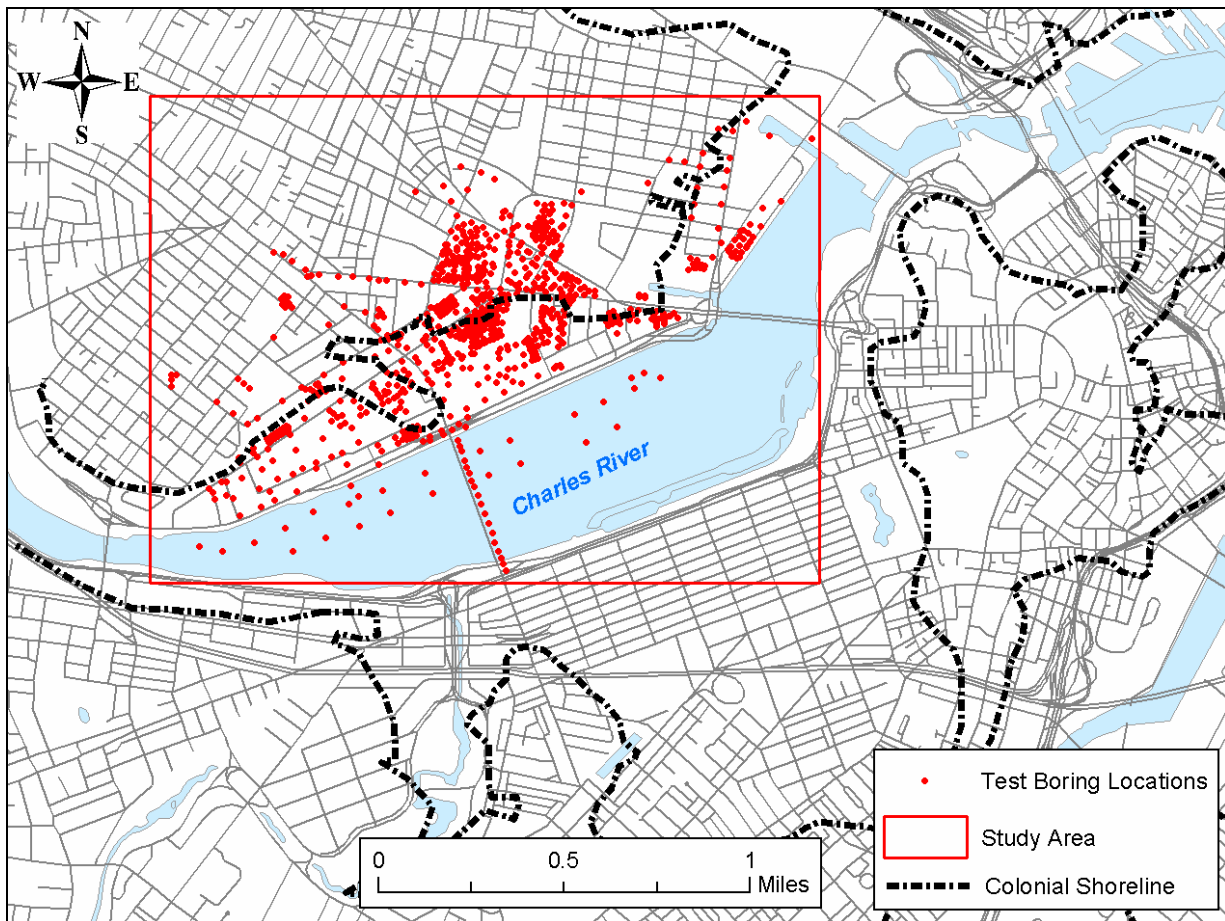 N
W E
S
Charles River
Test Boring Locations
Study Area
Colonial Shoreline
0 0.5 1
Miles